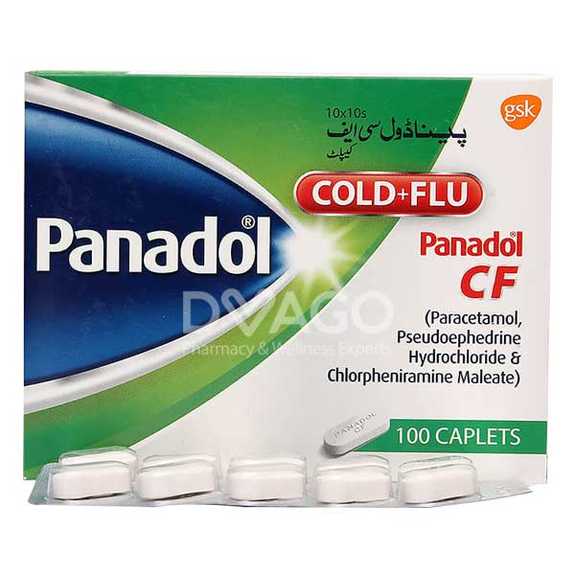 gsk
10x10s
پیناڈول سی ایف
کیپلٹ
COLD+FLU
Panadol®
Panadol®
CF
(Paracetamol,
Pseudoephedrine
Hydrochloride &
Chlorpheniramine Maleate)
DVAGO
Pharmacy & Wellness Experts
PANADOL
CF
100 CAPLETS